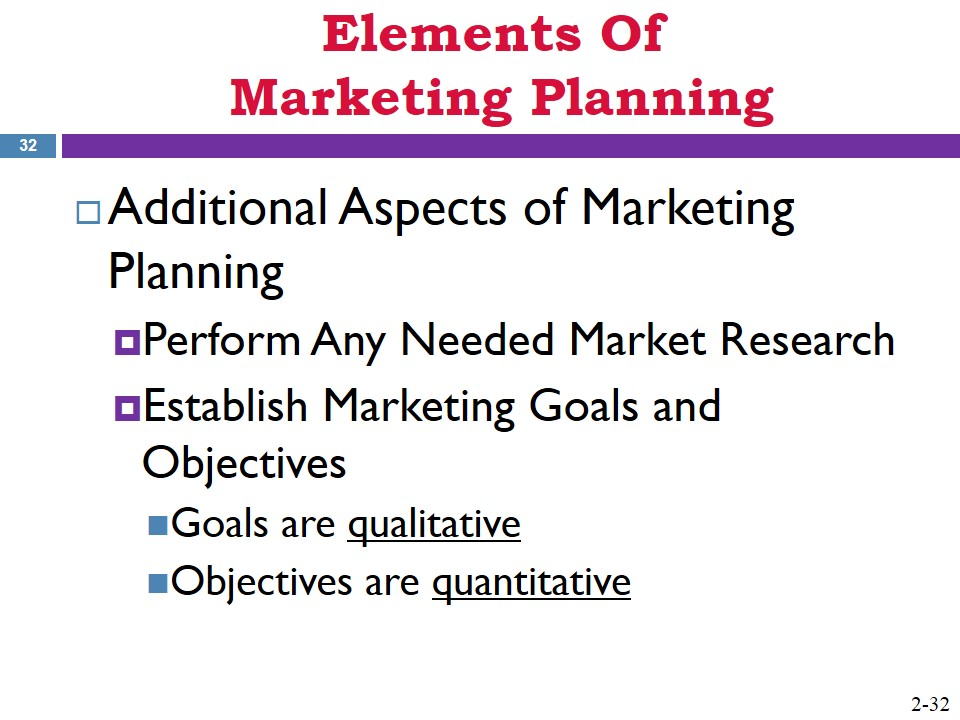 Elements Of
Marketing Planning
32
Additional Aspects of Marketing
Planning
Perform Any Needed Market Research
Establish Marketing Goals and
Objectives
Goals are qualitative
Objectives are quantitative
2-32